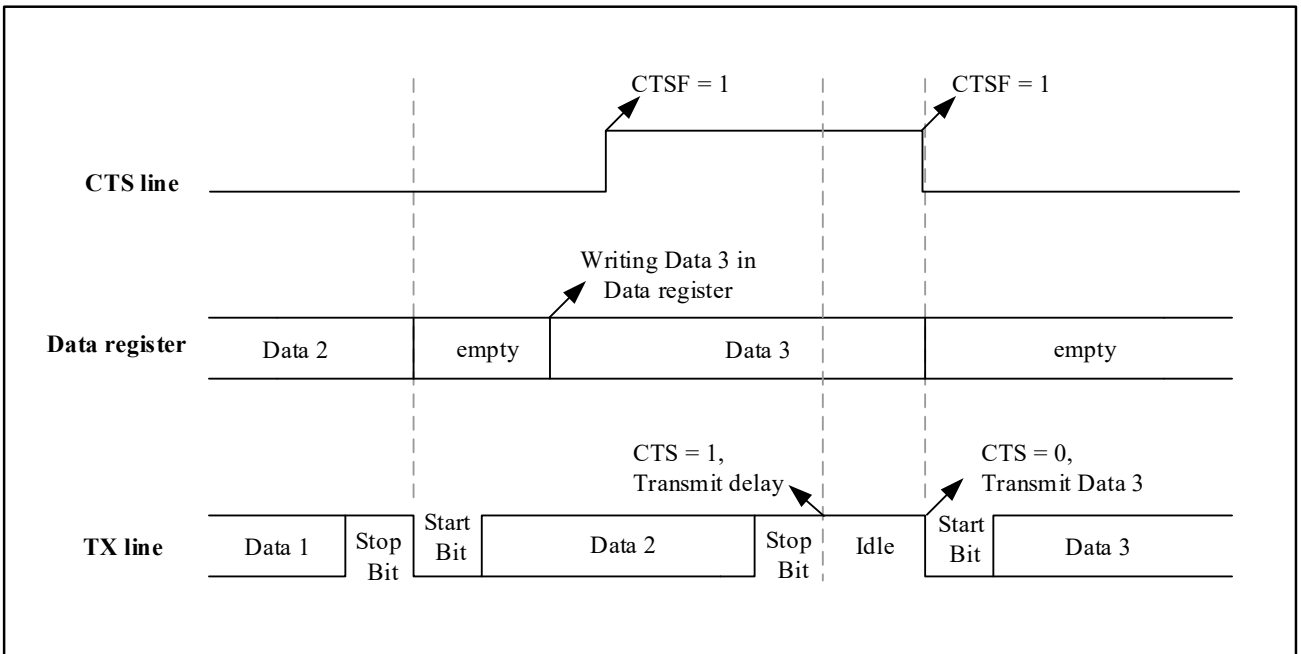 CTSF = 1
CTSF = 1
CTS line
Writing Data 3 in
Data register
Data register
Data 2
empty
Data 3
empty
CTS = 1,
Transmit delay
CTS = 0,
Transmit Data 3
TX line
Data 1
Stop
Bit
Start
Bit
Data 2
Stop
Bit
Idle
Start
Bit
Data 3